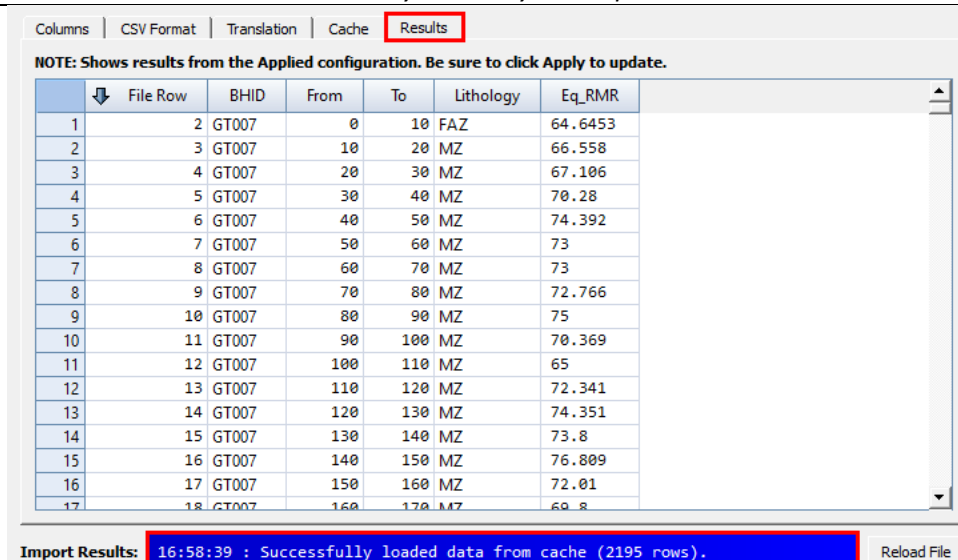 Columns CSV Format Translation Cache Results
NOTE: Shows results from the Applied configuration. Be sure to click Apply to update.
File Row BHID From To Lithology Eq_RMR
1 2 GT007 0 10 FAZ 64.6453
2 3 GT007 10 20 MZ 66.558
3 4 GT007 20 30 MZ 67.106
4 5 GT007 30 40 MZ 70.28
5 6 GT007 40 50 MZ 74.392
6 7 GT007 50 60 MZ 73
7 8 GT007 60 70 MZ 73
8 9 GT007 70 80 MZ 72.766
9 10 GT007 80 90 MZ 75
10 11 GT007 90 100 MZ 70.369
11 12 GT007 100 110 MZ 65
12 13 GT007 110 120 MZ 72.341
13 14 GT007 120 130 MZ 74.351
14 15 GT007 130 140 MZ 73.8
15 16 GT007 140 150 MZ 76.809
16 17 GT007 150 160 MZ 72.01
17 18 GT007 160 170 MZ 69.8
Import Results: 16:58:39 : Successfully loaded data from cache (2195 rows). Reload File